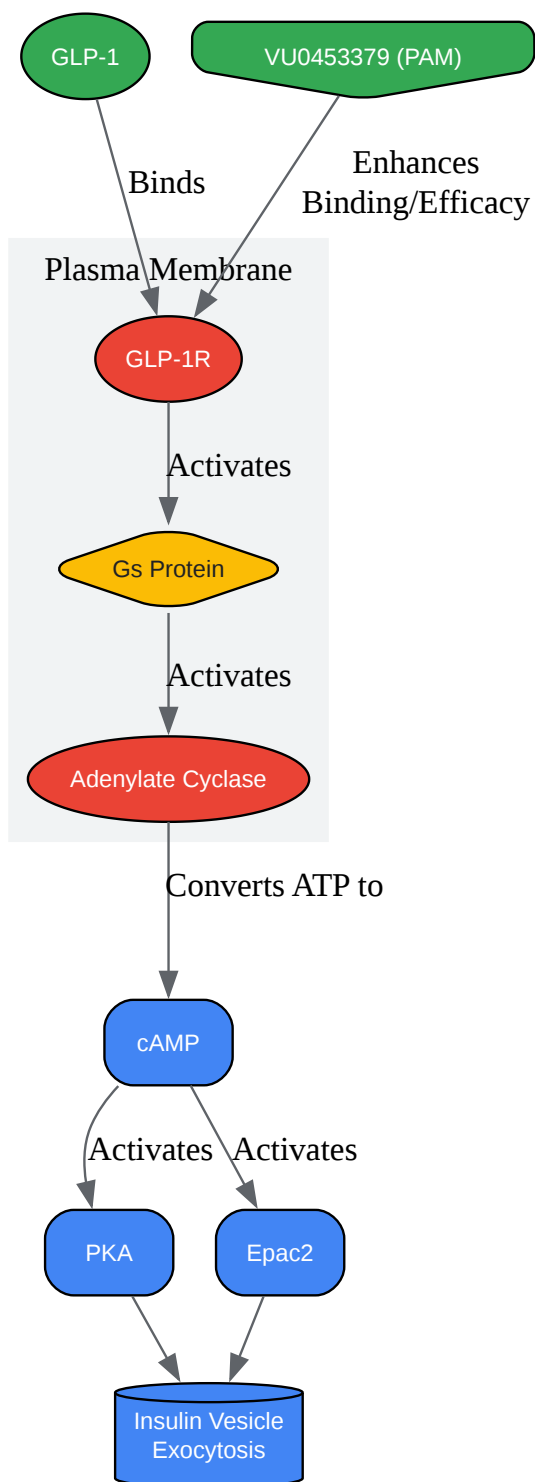 GLP-1
VU0453379 (PAM)
Binds
Enhances
Binding/Efficacy
Plasma Membrane
GLP-1R
Activates
Gs Protein
Activates
Adenylate Cyclase
Converts ATP to
cAMP
Activates
Activates
PKA
Epac2
Insulin Vesicle
Exocytosis